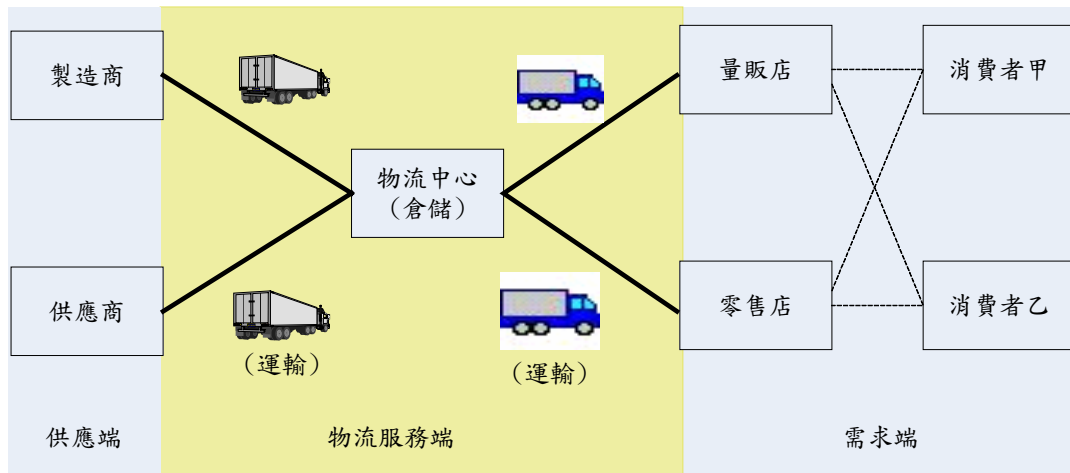 製造商
量販店
消費者甲
物流中心
（倉儲）
供應商
零售店
消費者乙
（運輸）
（運輸）
供應端
物流服務端
需求端